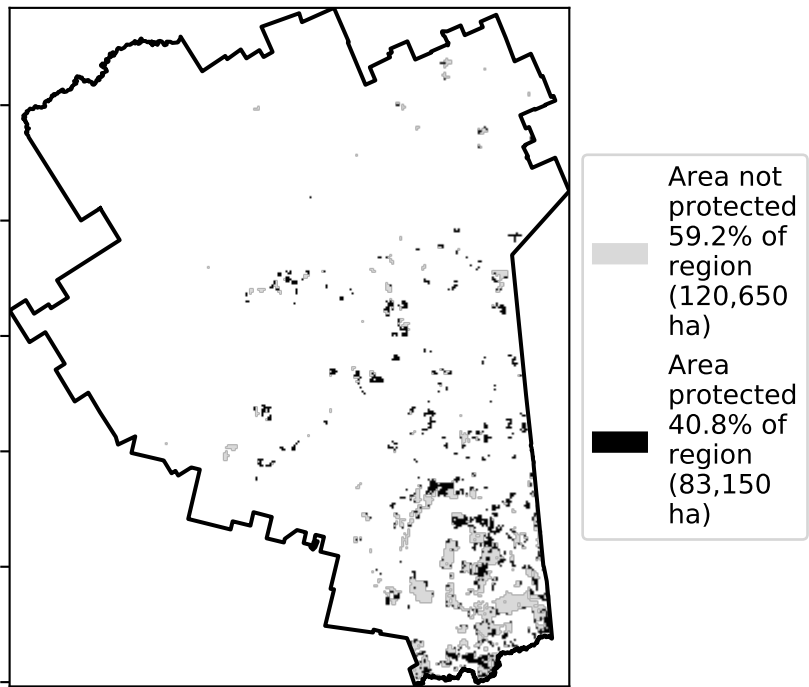 Area not
protected
59.2% of
region
(120,650
ha)
Area
protected
40.8% of
region
(83,150
ha)